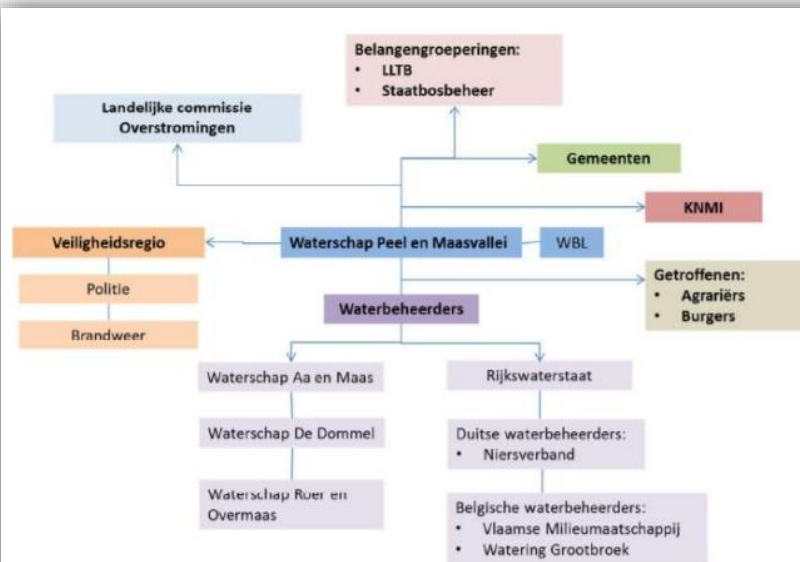 Belangengroeperingen:
• LLTB
• Staatbosbeheer
Landelijke commissie
Overstromingen
Gemeenten
KNMI
Veiligheidsregio
Waterschap Peel en Maasvallei
WBL
Politie
Getroffenen:
• Agrariërs
• Burgers
Brandweer
Waterbeheerders
Waterschap Aa en Maas
Rijkswaterstaat
Waterschap De Dommel
Duitse waterbeheerders:
• Niersverband
Waterschap Roer en
Overmaas
Belgische waterbeheerders:
• Vlaamse Milieumaatschappij
• Watering Grootbroek